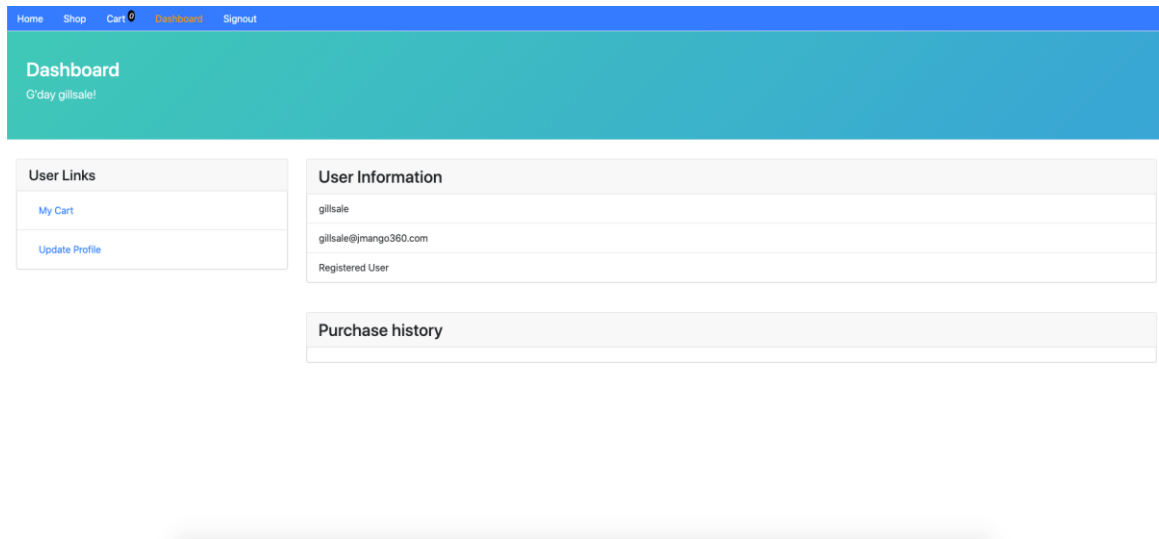 Home Shop Cart 0 Dashboard Signout
Dashboard
G'day gillsale!
User Links
My Cart
Update Profile
User Information
gillsale
gillsale@jmango360.com
Registered User
Purchase history